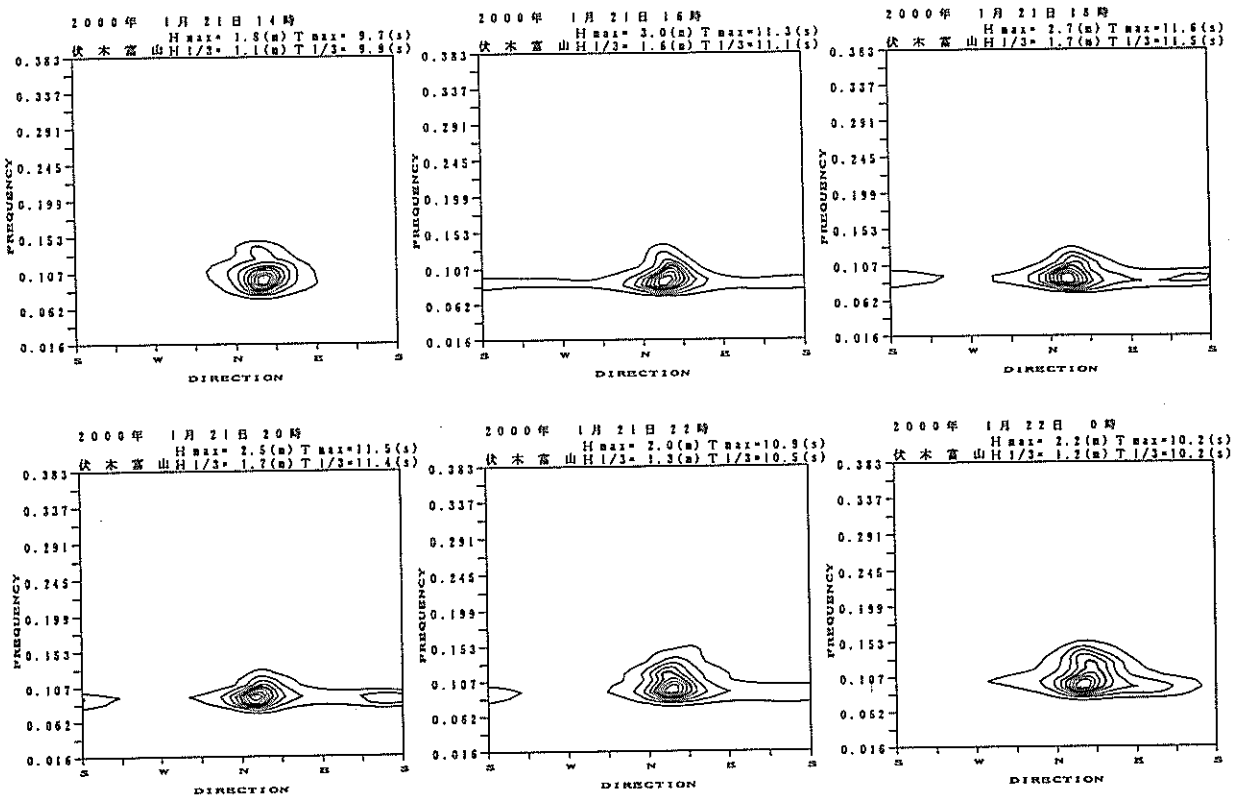 2000年 1月 21日 14時
H max= 1.8(m) T max= 9.7(s)
伏木富山 H 1/3= 1.1(m) T 1/3= 9.9(s)
0.383
0.337
0.291
0.245
0.199
0.153
0.107
0.062
0.016
FREQUENCY
S W N E S
DIRECTION
2000年 1月 21日 16時
H max= 3.0(m) T max=11.3(s)
伏木富山 H 1/3= 1.6(m) T 1/3=11.1(s)
0.383
0.337
0.291
0.245
0.199
0.153
0.107
0.062
0.016
FREQUENCY
S W N E S
DIRECTION
2000年 1月 21日 18時
H max= 2.7(m) T max=11.6(s)
伏木富山 H 1/3= 1.7(m) T 1/3=11.5(s)
0.383
0.337
0.291
0.245
0.199
0.153
0.107
0.062
0.016
FREQUENCY
S W N E S
DIRECTION
2000年 1月 21日 20時
H max= 2.5(m) T max=11.5(s)
伏木富山 H 1/3= 1.7(m) T 1/3=11.4(s)
0.383
0.337
0.291
0.245
0.199
0.153
0.107
0.062
0.016
FREQUENCY
S W N E S
DIRECTION
2000年 1月 21日 22時
H max= 2.0(m) T max=10.9(s)
伏木富山 H 1/3= 1.3(m) T 1/3=10.5(s)
0.383
0.337
0.291
0.245
0.199
0.153
0.107
0.062
0.016
FREQUENCY
S W N E S
DIRECTION
2000年 1月 22日 0時
H max= 2.2(m) T max=10.2(s)
伏木富山 H 1/3= 1.2(m) T 1/3=10.2(s)
0.383
0.337
0.291
0.245
0.199
0.153
0.107
0.062
0.016
FREQUENCY
S W N E S
DIRECTION